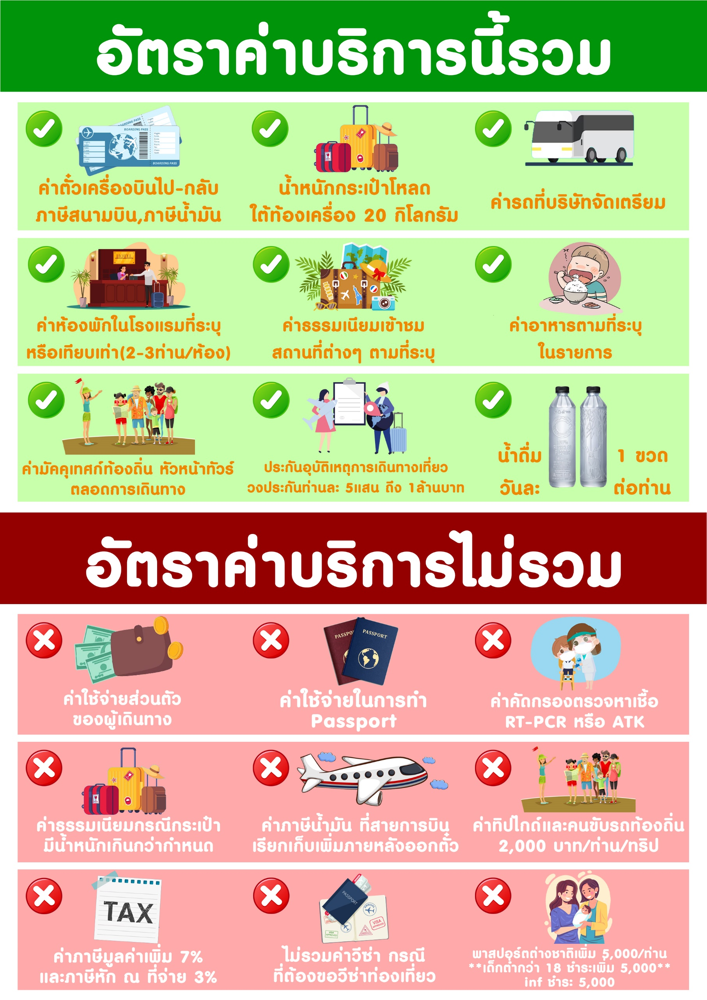 อัตราค่าบริการนี้รวม
BOARDING PASS
BOARDING PASS
BOARDING PASS
ค่าตั๋วเครื่องบินไป-กลับ
ภาษีสนามบิน,ภาษีน้ำมัน
น้ำหนักกระเป๋าโหลด
ใต้ท้องเครื่อง 20 กิโลกรัม
ค่ารถที่บริษัทจัดเตรียม
HOTEL
ค่าห้องพักในโรงแรมที่ระบุ
หรือเทียบเท่า(2-3ท่าน/ห้อง)
ค่าธรรมเนียมเข้าชม
สถานที่ต่างๆ ตามที่ระบุ
ค่าอาหารตามที่ระบุ
ในรายการ
ค่ามัคคุเทศก์ท้องถิ่น หัวหน้าทัวร์
ตลอดการเดินทาง
ประกันอุบัติเหตุการเดินทางเที่ยว
วงประกันท่านละ 5แสน ถึง 1ล้านบาท
น้ำดื่ม 1 ขวด
วันละ ต่อท่าน
อัตราค่าบริการไม่รวม
ค่าใช้จ่ายส่วนตัว
ของผู้เดินทาง
PASSPORT
ค่าใช้จ่ายในการทำ
Passport
ค่าคัดกรองตรวจหาเชื้อ
RT-PCR หรือ ATK
ค่าธรรมเนียมกรณีกระเป๋า
มีน้ำหนักเกินกว่ากำหนด
ค่าภาษีน้ำมัน ที่สายการบิน
เรียกเก็บเพิ่มภายหลังออกตั๋ว
ค่าทิปไกด์และคนขับรถท้องถิ่น
2,000 บาท/ท่าน/ทริป
TAX
ค่าภาษีมูลค่าเพิ่ม 7%
และภาษีหัก ณ ที่จ่าย 3%
PASSPORT
ARRIVAL
VISA
APPROVED
VISA
APPROVED
ไม่รวมค่าวีซ่า กรณี
ที่ต้องขอวีซ่าท่องเที่ยว
พาสปอร์ตต่างชาติเพิ่ม 5,000/ท่าน
**เด็กต่ำกว่า 18 ชำระเพิ่ม 5,000**
inf ชำระ 5,000